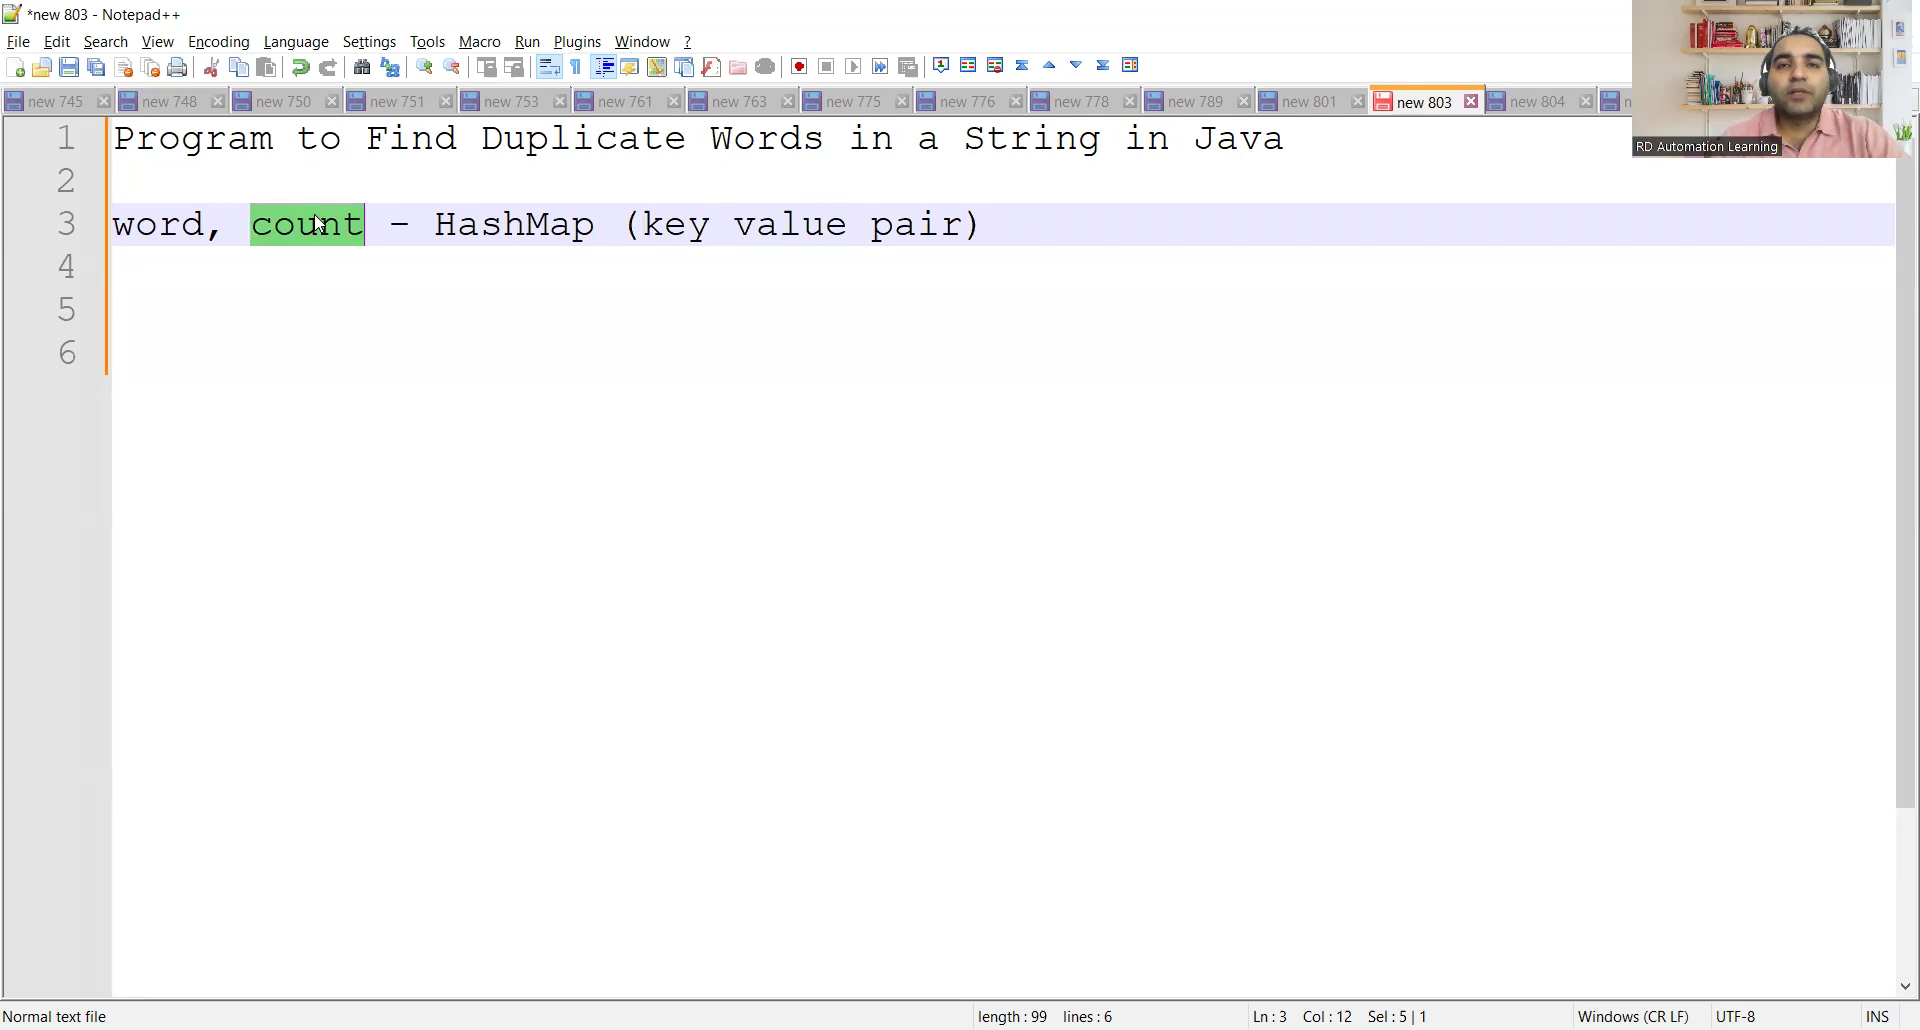 *new 803 - Notepad++
File Edit Search View Encoding Language Settings Tools Macro Run Plugins Window ?
new 745 new 748 new 750 new 751 new 753 new 761 new 763 new 775 new 776 new 778 new 789 new 801 new 803 new 804 n
RD Automation Learning
1 Program to Find Duplicate Words in a String in Java
2
3 word, count - HashMap (key value pair)
4
5
6
Normal text file length : 99 lines : 6 Ln : 3 Col : 12 Sel : 5 | 1 Windows (CR LF) UTF-8 INS